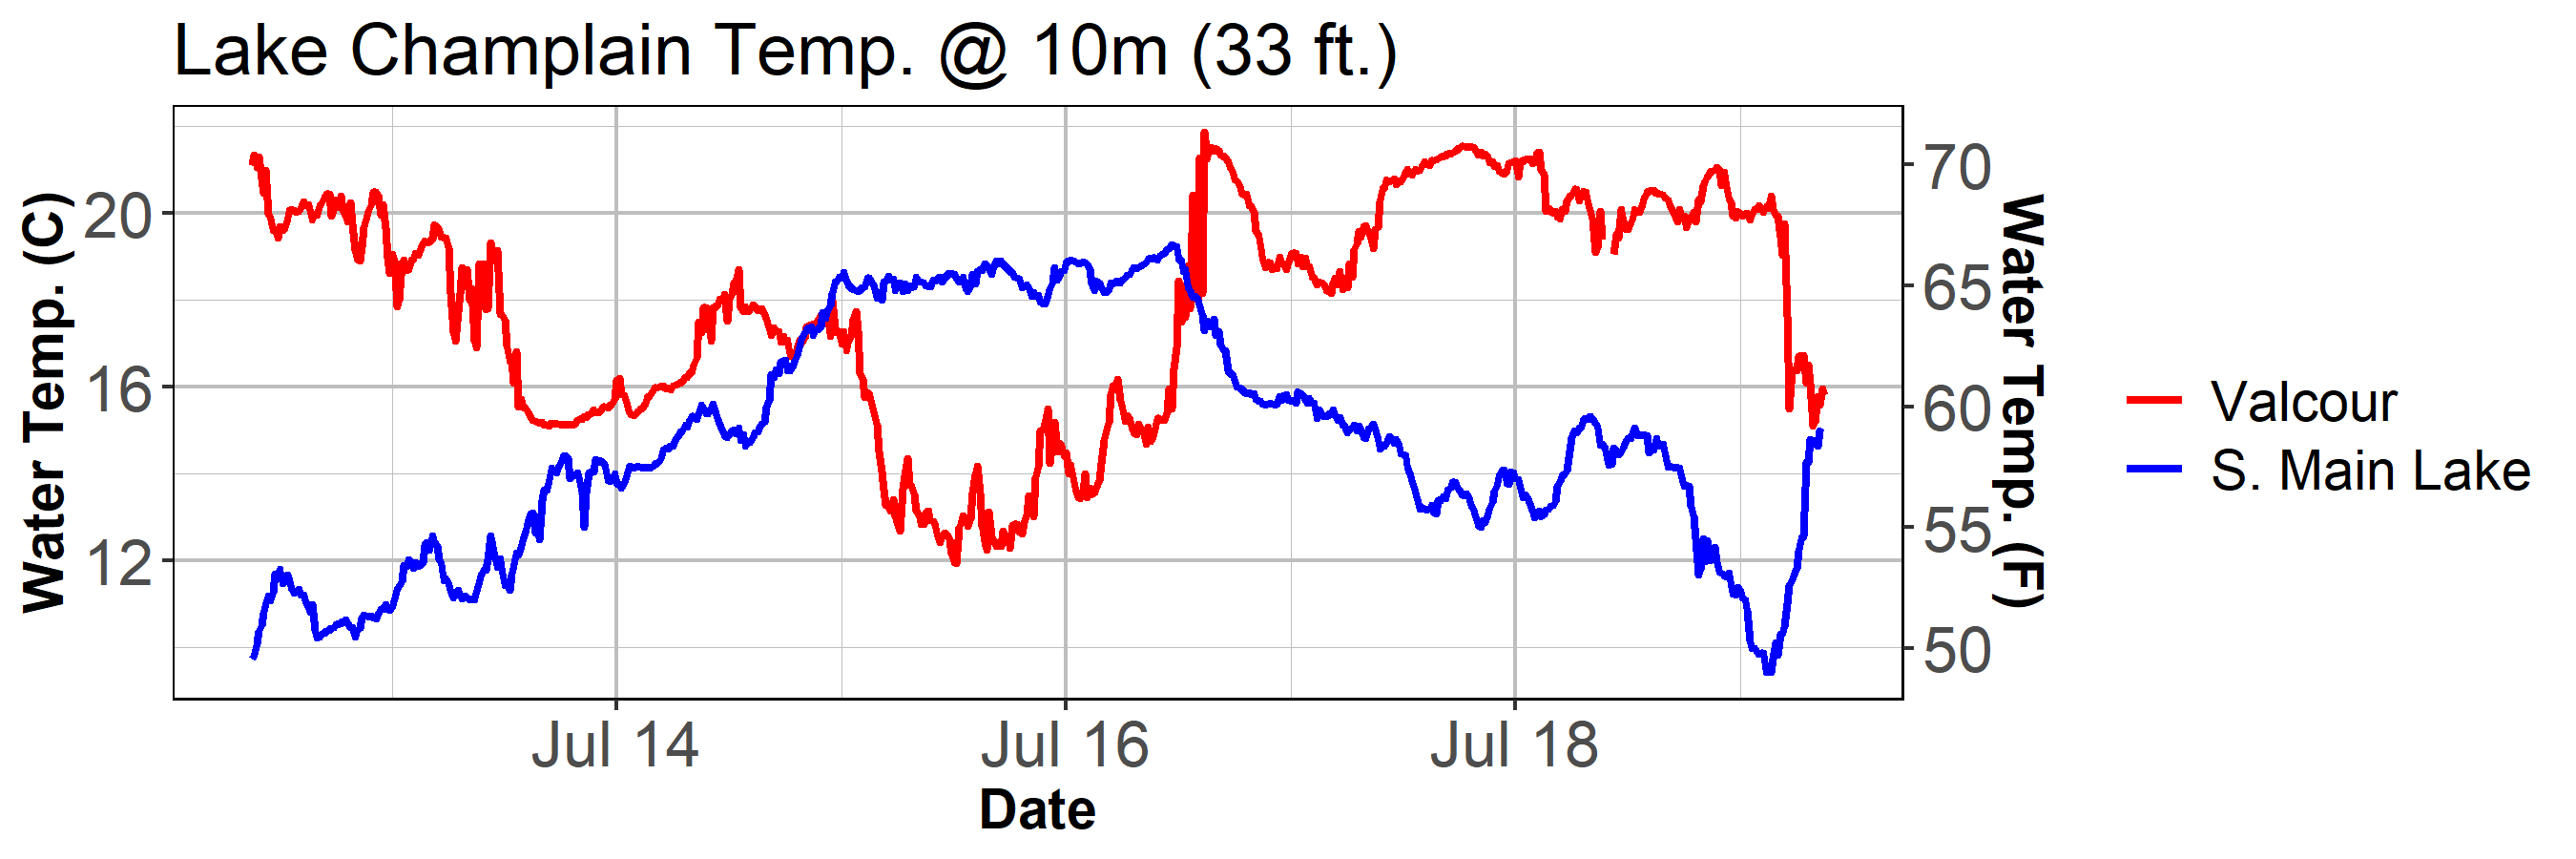 Lake Champlain Temp. @ 10m (33 ft.)
Water Temp. (C)
20
16
12
70
65
60
55
50
Water Temp. (F)
Jul 14
Jul 16
Jul 18
Date
Valcour
S. Main Lake